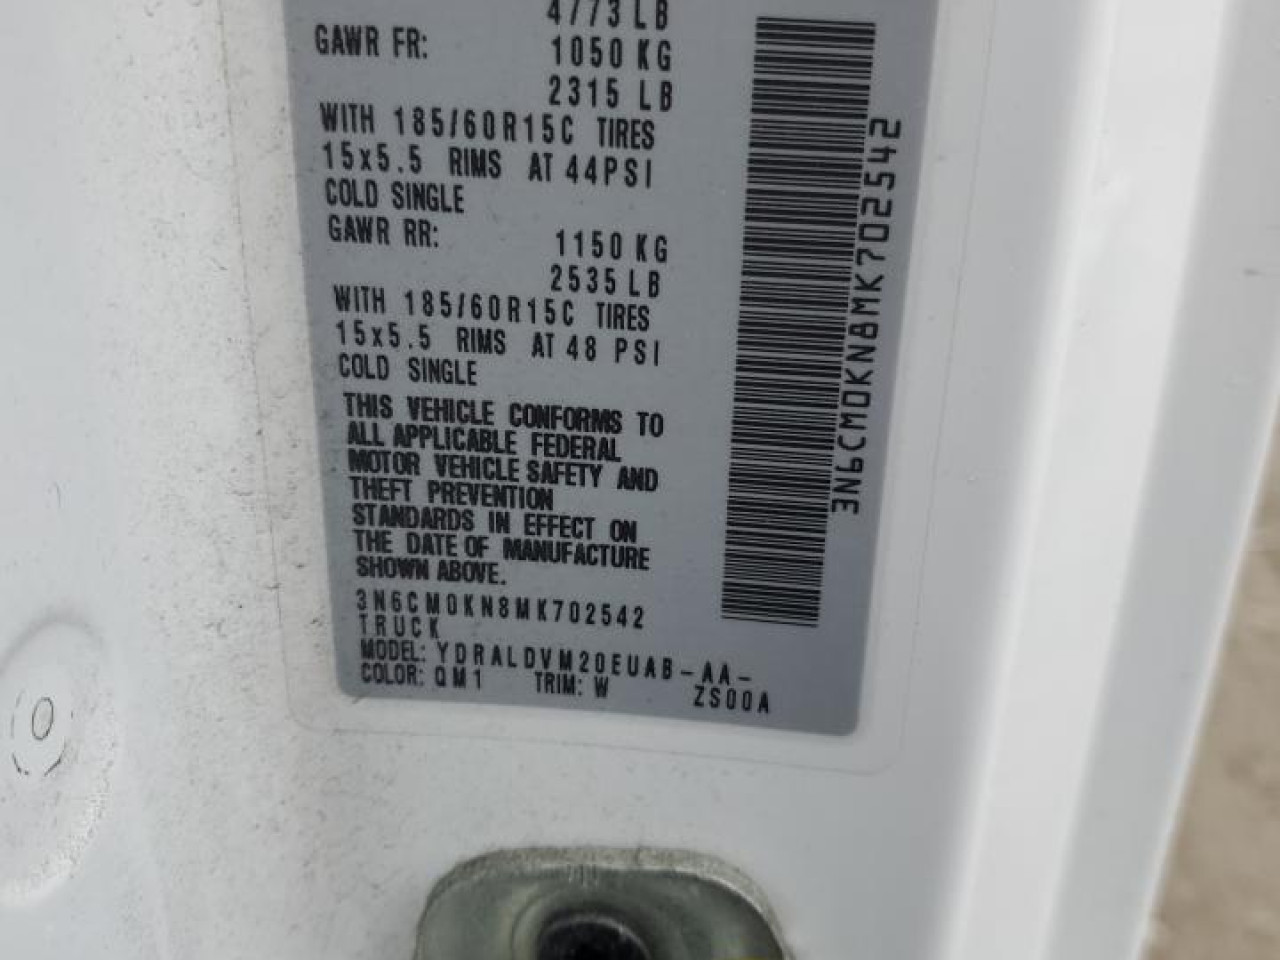 4773 LB
GAWR FR: 1050 KG
2315 LB
WITH 185/60R15C TIRES
15x5.5 RIMS AT 44PSI
COLD SINGLE
GAWR RR: 1150 KG
2535 LB
WITH 185/60R15C TIRES
15x5.5 RIMS AT 48 PSI
COLD SINGLE
THIS VEHICLE CONFORMS TO
ALL APPLICABLE FEDERAL
MOTOR VEHICLE SAFETY AND
THEFT PREVENTION
STANDARDS IN EFFECT ON
THE DATE OF MANUFACTURE
SHOWN ABOVE.
3N6CM0KN8MK702542
TRUCK
MODEL: YDRALDVM20EUAB-AA-
COLOR: QM1 TRIM: W ZS00A
3N6CM0KN8MK702542